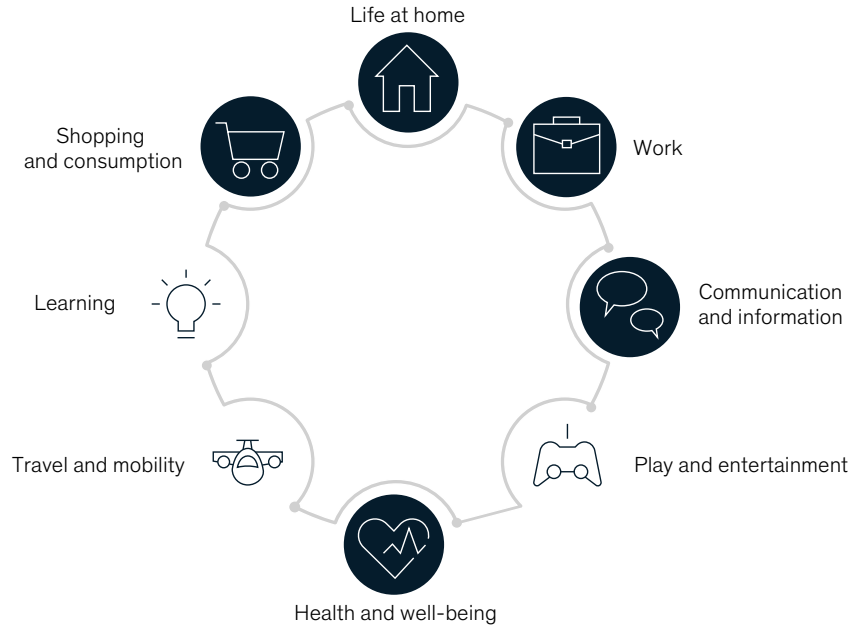 Life at home
Shopping
and consumption
Work
Learning
Communication
and information
Travel and mobility
Play and entertainment
Health and well-being